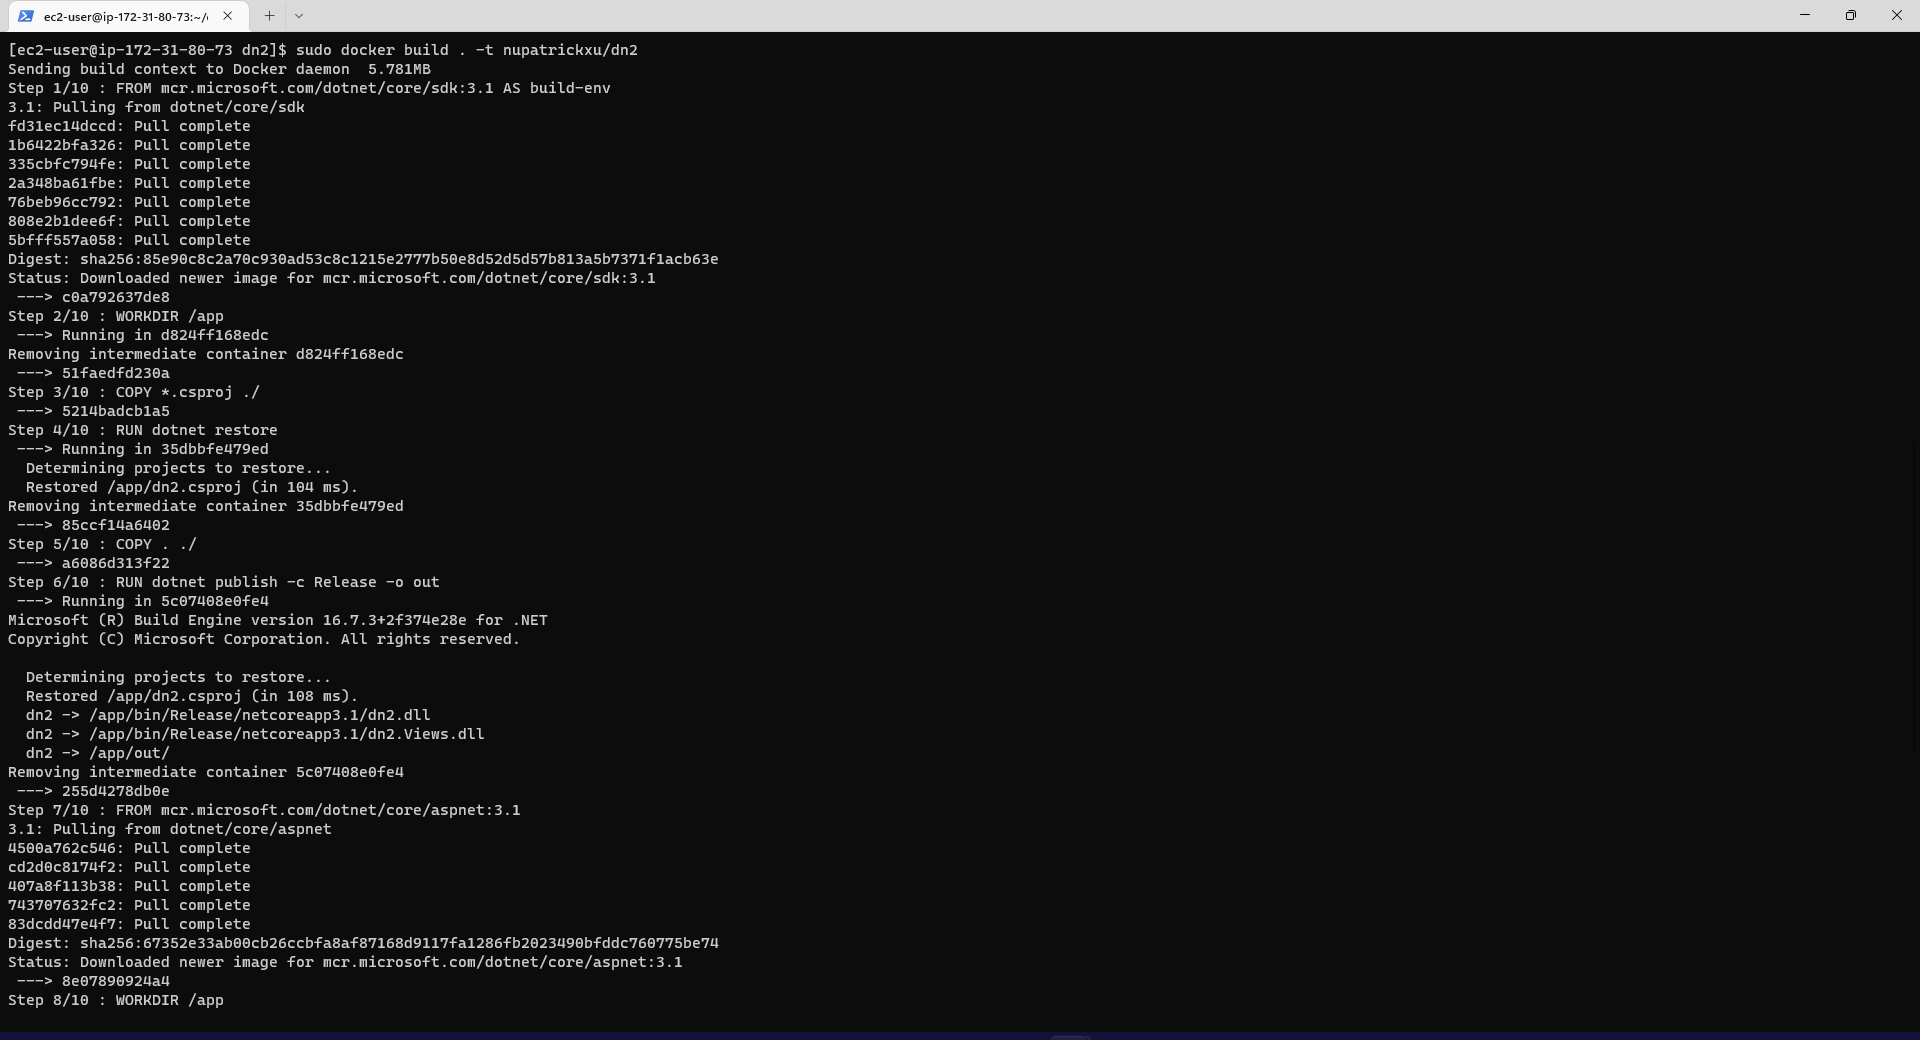 ec2-user@ip-172-31-80-73:~/
[ec2-user@ip-172-31-80-73 dn2]$ sudo docker build . -t nupatrickxu/dn2
Sending build context to Docker daemon  5.781MB
Step 1/10 : FROM mcr.microsoft.com/dotnet/core/sdk:3.1 AS build-env
3.1: Pulling from dotnet/core/sdk
fd31ec14dccd: Pull complete
1b6422bfa326: Pull complete
335cbfc794fe: Pull complete
2a348ba61fbe: Pull complete
76beb96cc792: Pull complete
808e2b1dee6f: Pull complete
5bfff557a058: Pull complete
Digest: sha256:85e90c8c2a70c930ad53c8c1215e2777b50e8d52d5d57b813a5b7371f1acb63e
Status: Downloaded newer image for mcr.microsoft.com/dotnet/core/sdk:3.1
 ---> c0a792637de8
Step 2/10 : WORKDIR /app
 ---> Running in d824ff168edc
Removing intermediate container d824ff168edc
 ---> 51faedfd230a
Step 3/10 : COPY *.csproj ./
 ---> 5214badcb1a5
Step 4/10 : RUN dotnet restore
 ---> Running in 35dbbfe479ed
  Determining projects to restore...
  Restored /app/dn2.csproj (in 104 ms).
Removing intermediate container 35dbbfe479ed
 ---> 85ccf14a6402
Step 5/10 : COPY . ./
 ---> a6086d313f22
Step 6/10 : RUN dotnet publish -c Release -o out
 ---> Running in 5c07408e0fe4
Microsoft (R) Build Engine version 16.7.3+2f374e28e for .NET
Copyright (C) Microsoft Corporation. All rights reserved.

  Determining projects to restore...
  Restored /app/dn2.csproj (in 108 ms).
  dn2 -> /app/bin/Release/netcoreapp3.1/dn2.dll
  dn2 -> /app/bin/Release/netcoreapp3.1/dn2.Views.dll
  dn2 -> /app/out/
Removing intermediate container 5c07408e0fe4
 ---> 255d4278db0e
Step 7/10 : FROM mcr.microsoft.com/dotnet/core/aspnet:3.1
3.1: Pulling from dotnet/core/aspnet
4500a762c546: Pull complete
cd2d0c8174f2: Pull complete
407a8f113b38: Pull complete
743707632fc2: Pull complete
83dcdd47e4f7: Pull complete
Digest: sha256:67352e33ab00cb26ccbfa8af87168d9117fa1286fb2023490bfddc760775be74
Status: Downloaded newer image for mcr.microsoft.com/dotnet/core/aspnet:3.1
 ---> 8e07890924a4
Step 8/10 : WORKDIR /app